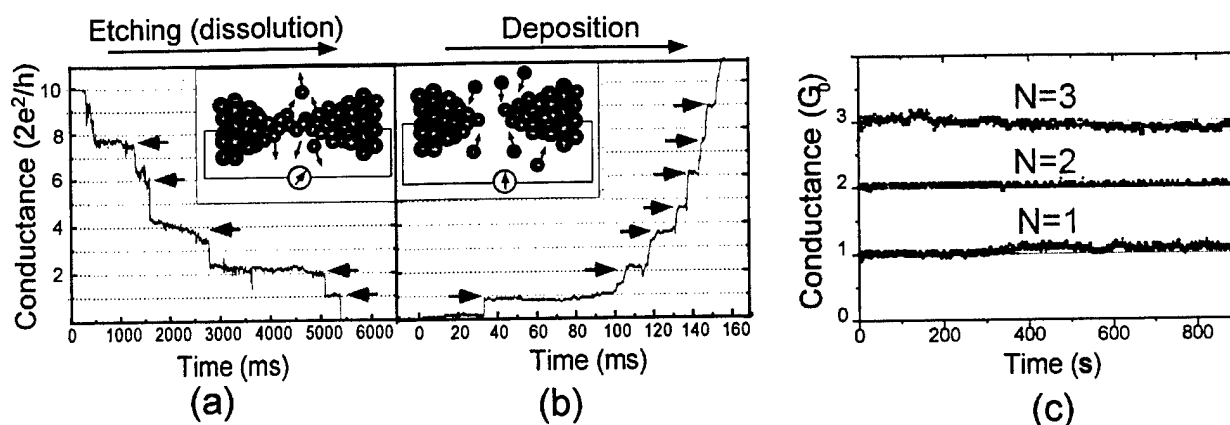 Etching (dissolution)
Deposition
Conductance (2e²/h)
10
8
6
4
2
0 1000 2000 3000 4000 5000 6000
Time (ms)
(a)
0 20 40 60 80 100 120 140 160
Time (ms)
(b)
Conductance (G₀)
3
2
1
0
N=3
N=2
N=1
0 200 400 600 800
Time (s)
(c)